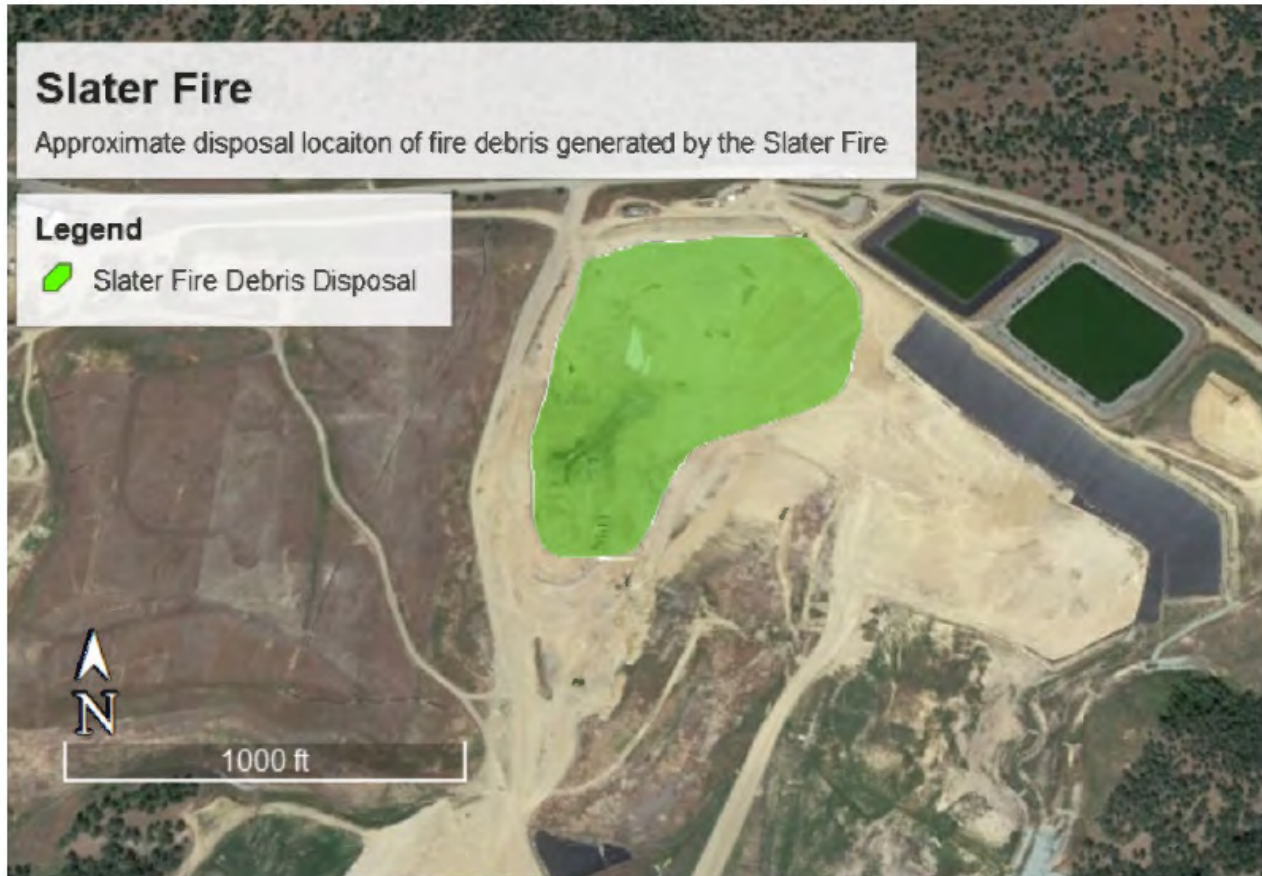 Slater Fire
Approximate disposal locaiton of fire debris generated by the Slater Fire
Legend
Slater Fire Debris Disposal
N
1000 ft